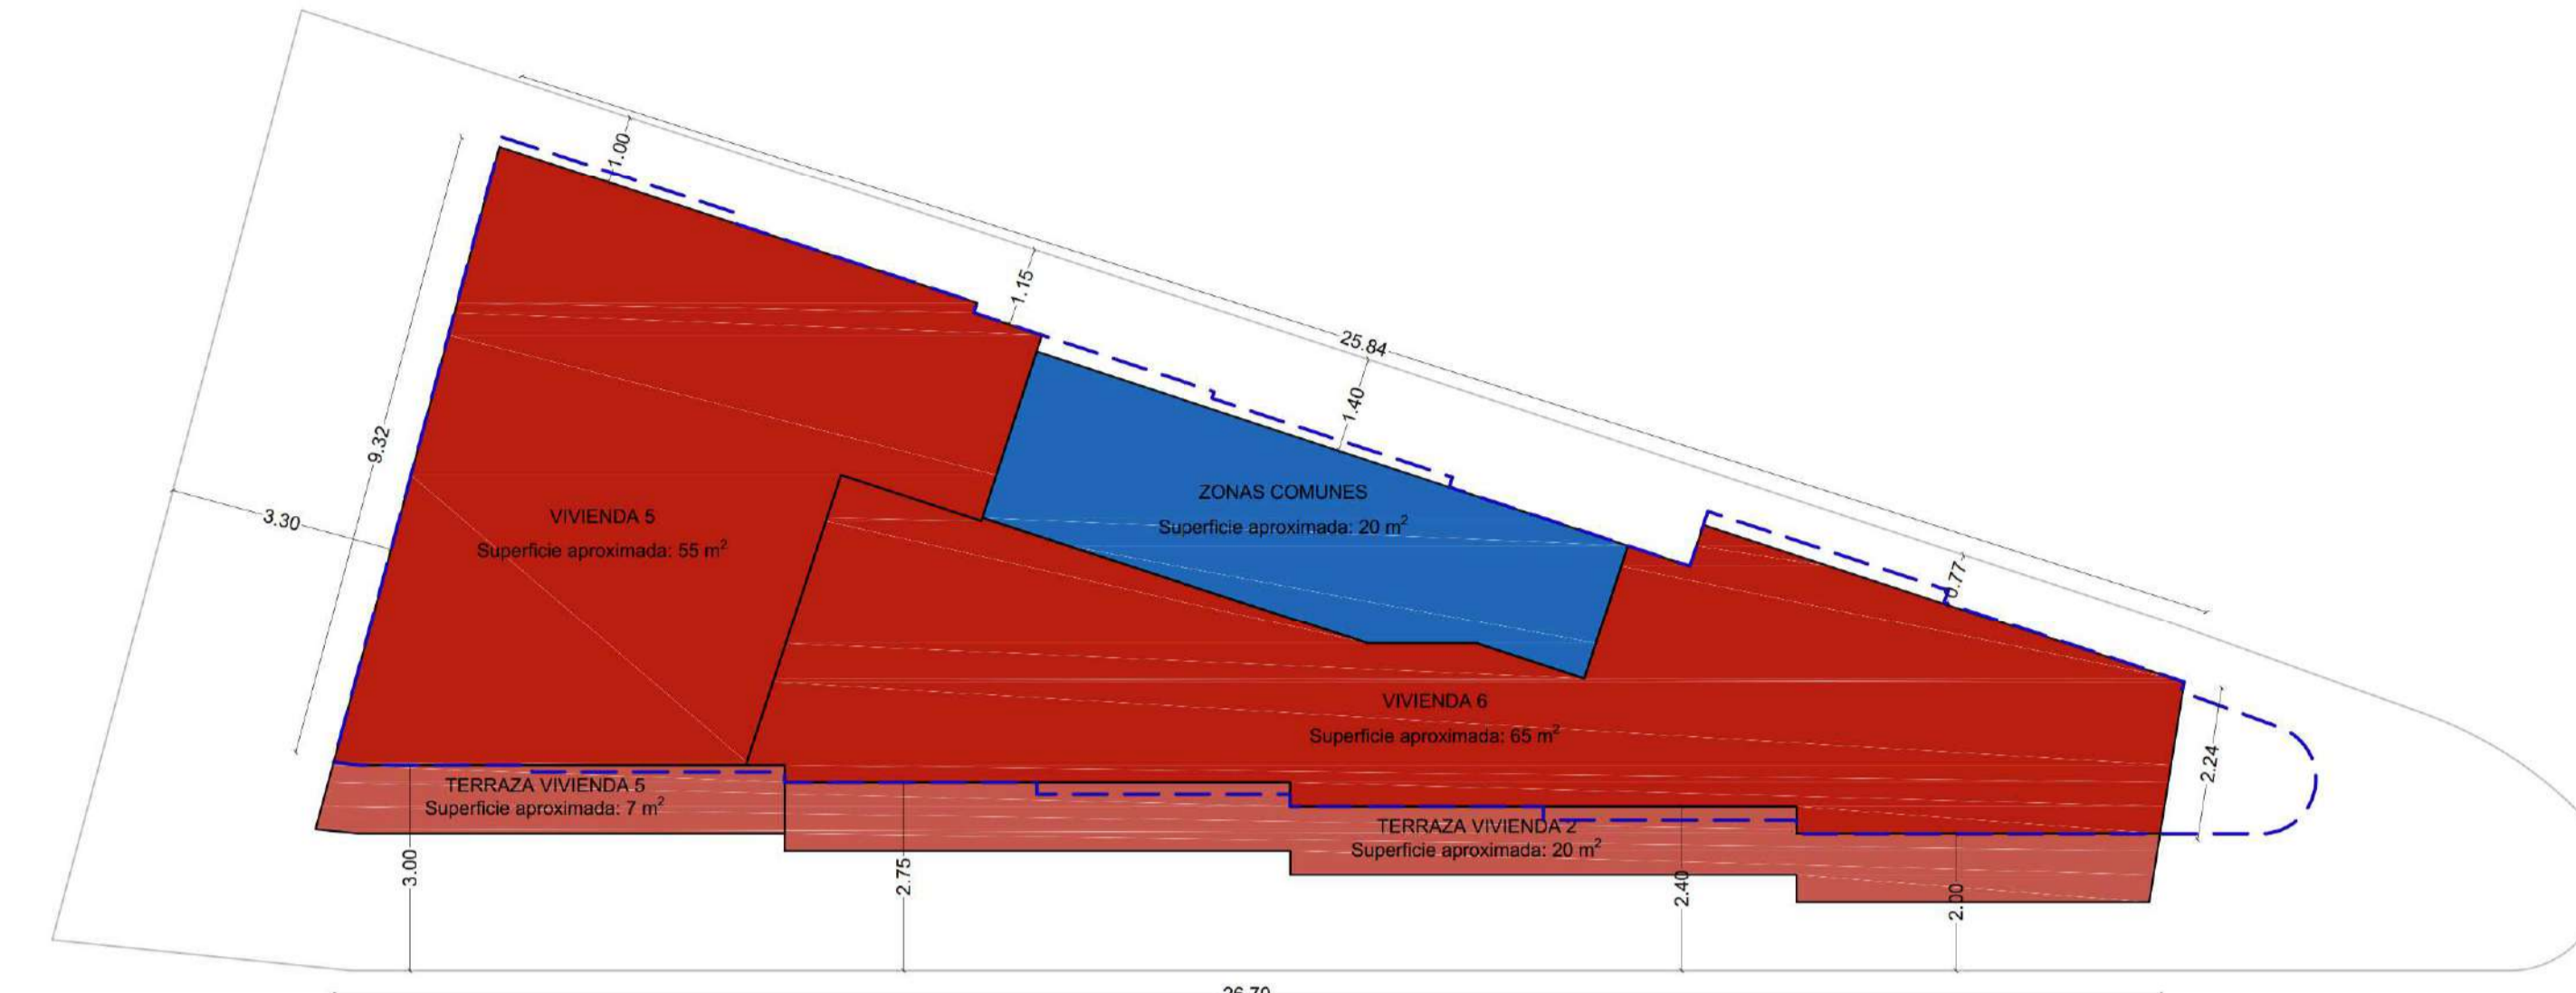 1.00
1.15
25.84
1.40
9.32
3.30
ZONAS COMUNES
Superficie aproximada: 20 m²
VIVIENDA 5
Superficie aproximada: 55 m²
0.77
VIVIENDA 6
Superficie aproximada: 65 m²
2.24
TERRAZA VIVIENDA 5
Superficie aproximada: 7 m²
TERRAZA VIVIENDA 2
Superficie aproximada: 20 m²
3.00
2.75
2.40
2.00